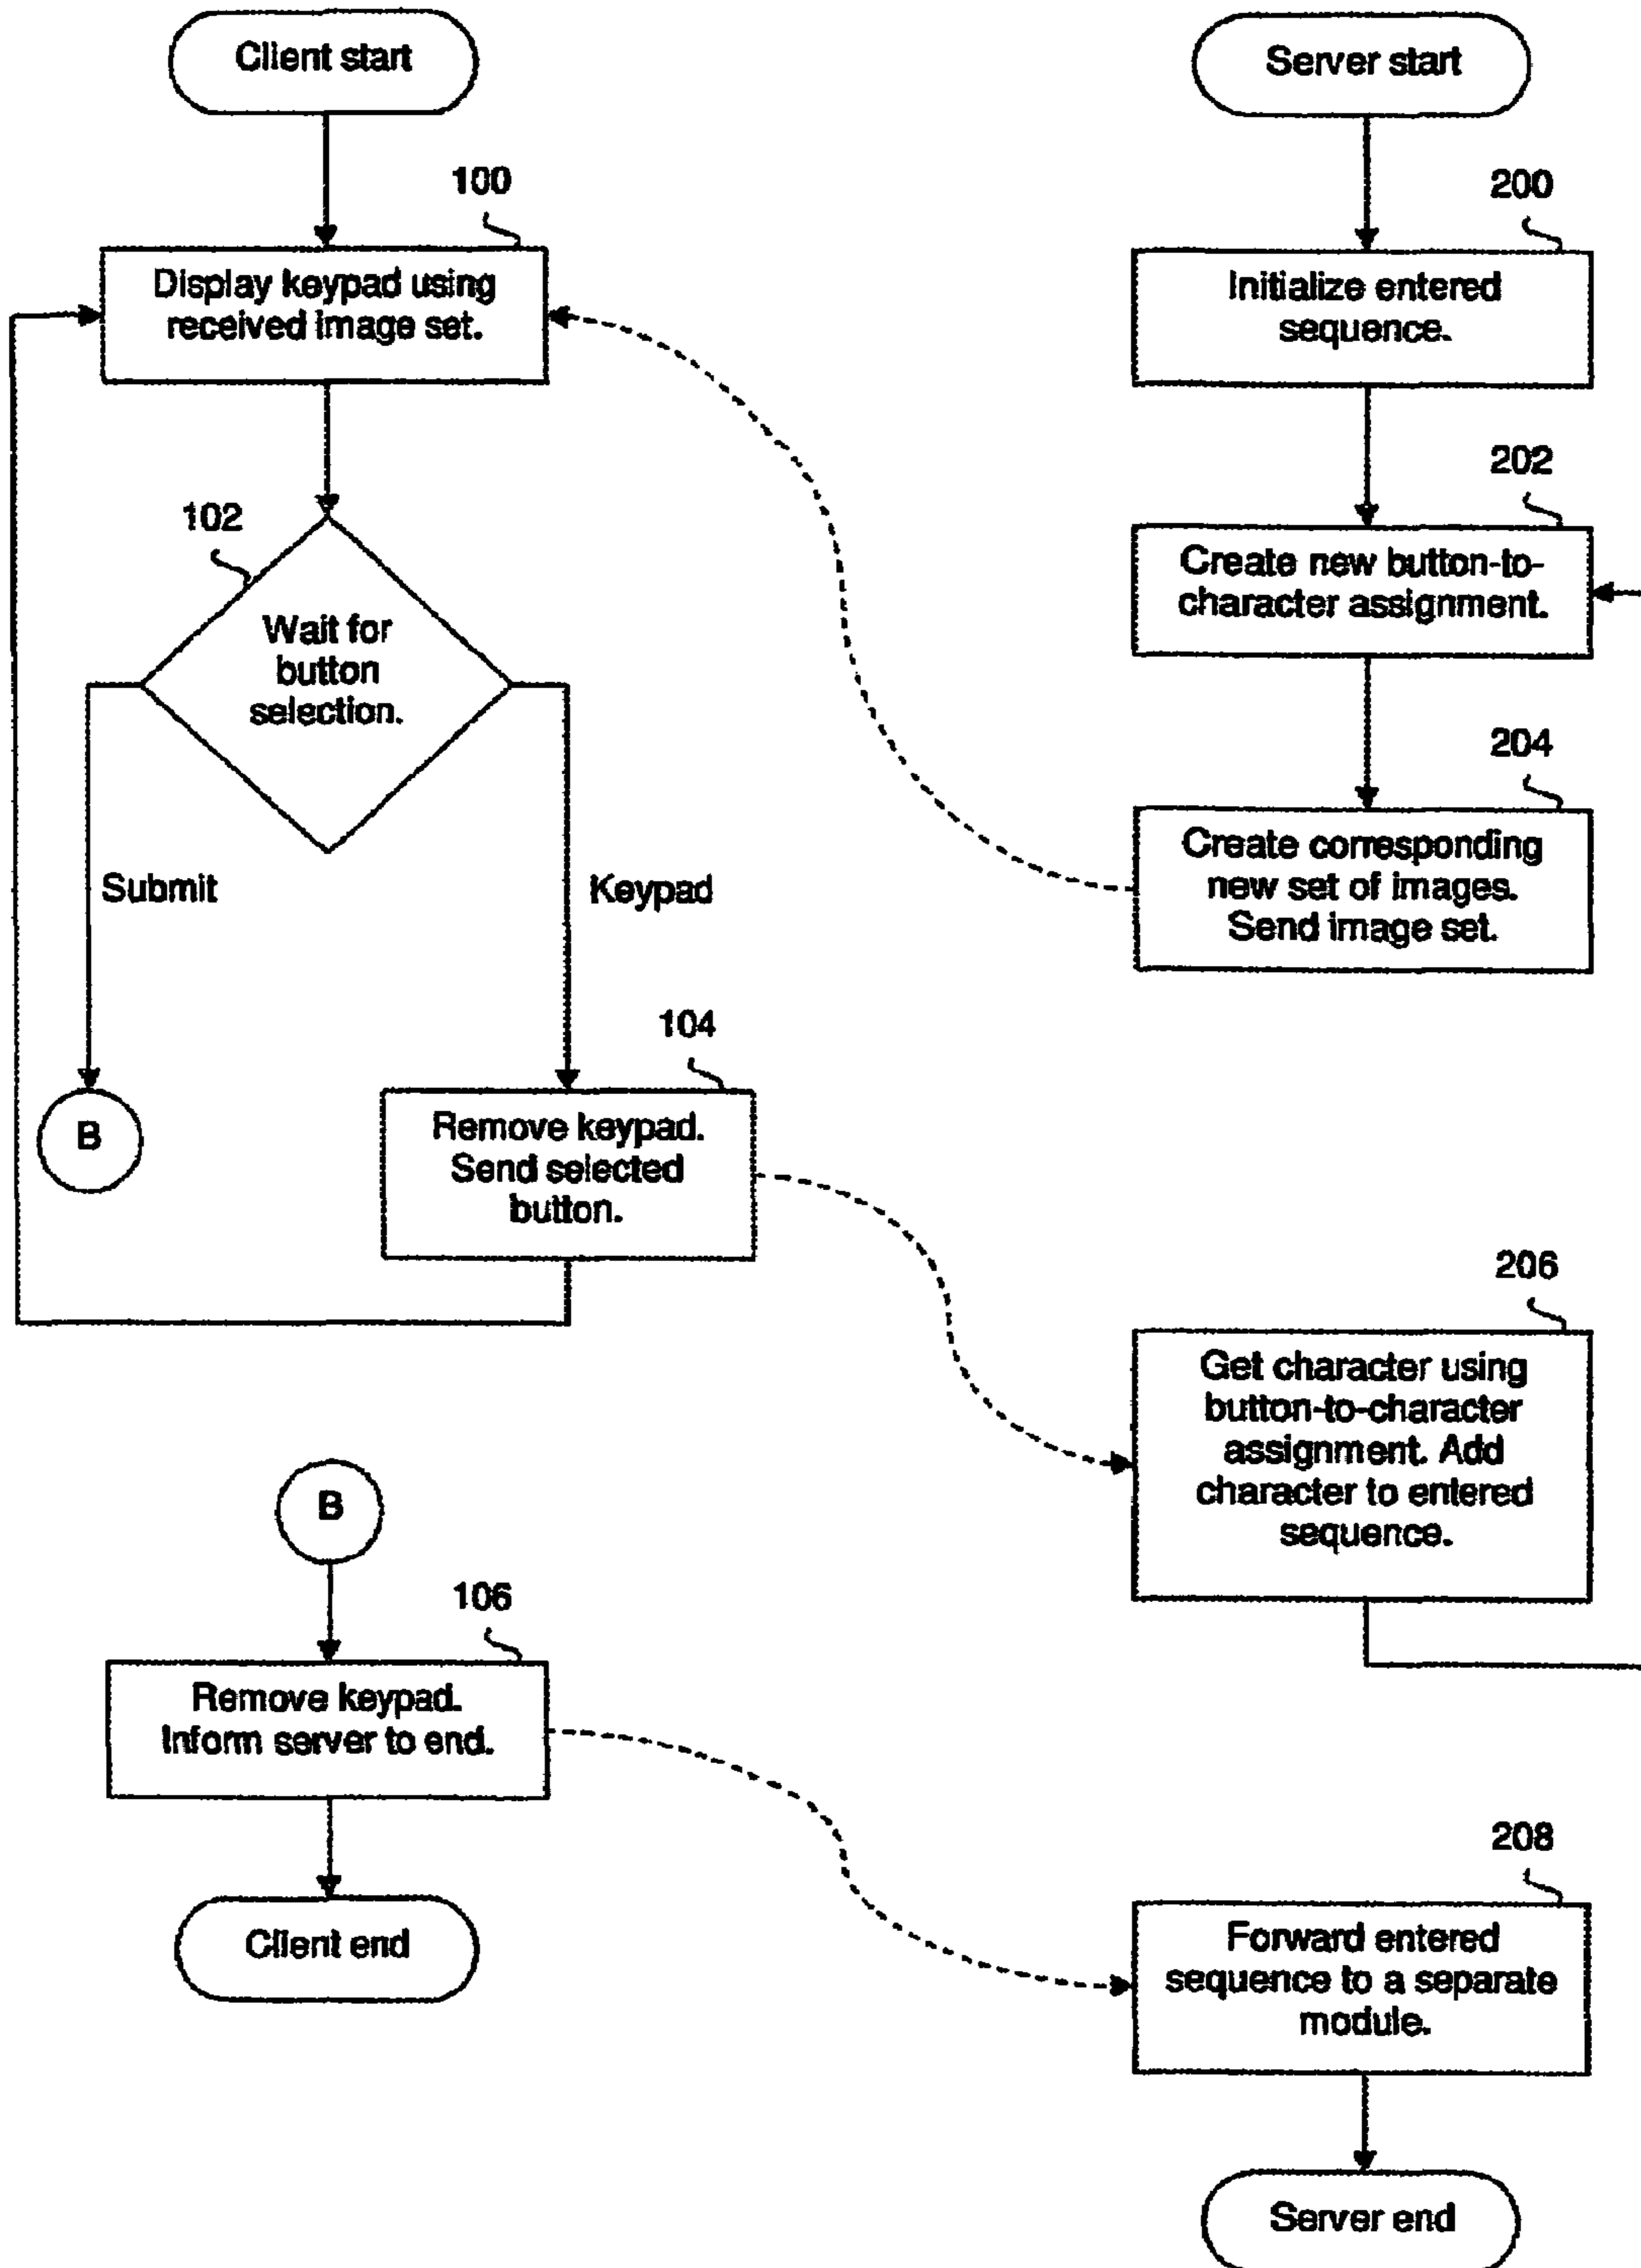 Client start
100
Display keypad using
received image set.
102
Wait for
button
selection.
Submit
Keypad
B
104
Remove keypad.
Send selected
button.
B
106
Remove keypad.
Inform server to end.
Client end
Server start
200
Initialize entered
sequence.
202
Create new button-to-
character assignment.
204
Create corresponding
new set of images.
Send image set.
206
Get character using
button-to-character
assignment. Add
character to entered
sequence.
208
Forward entered
sequence to a separate
module.
Server end